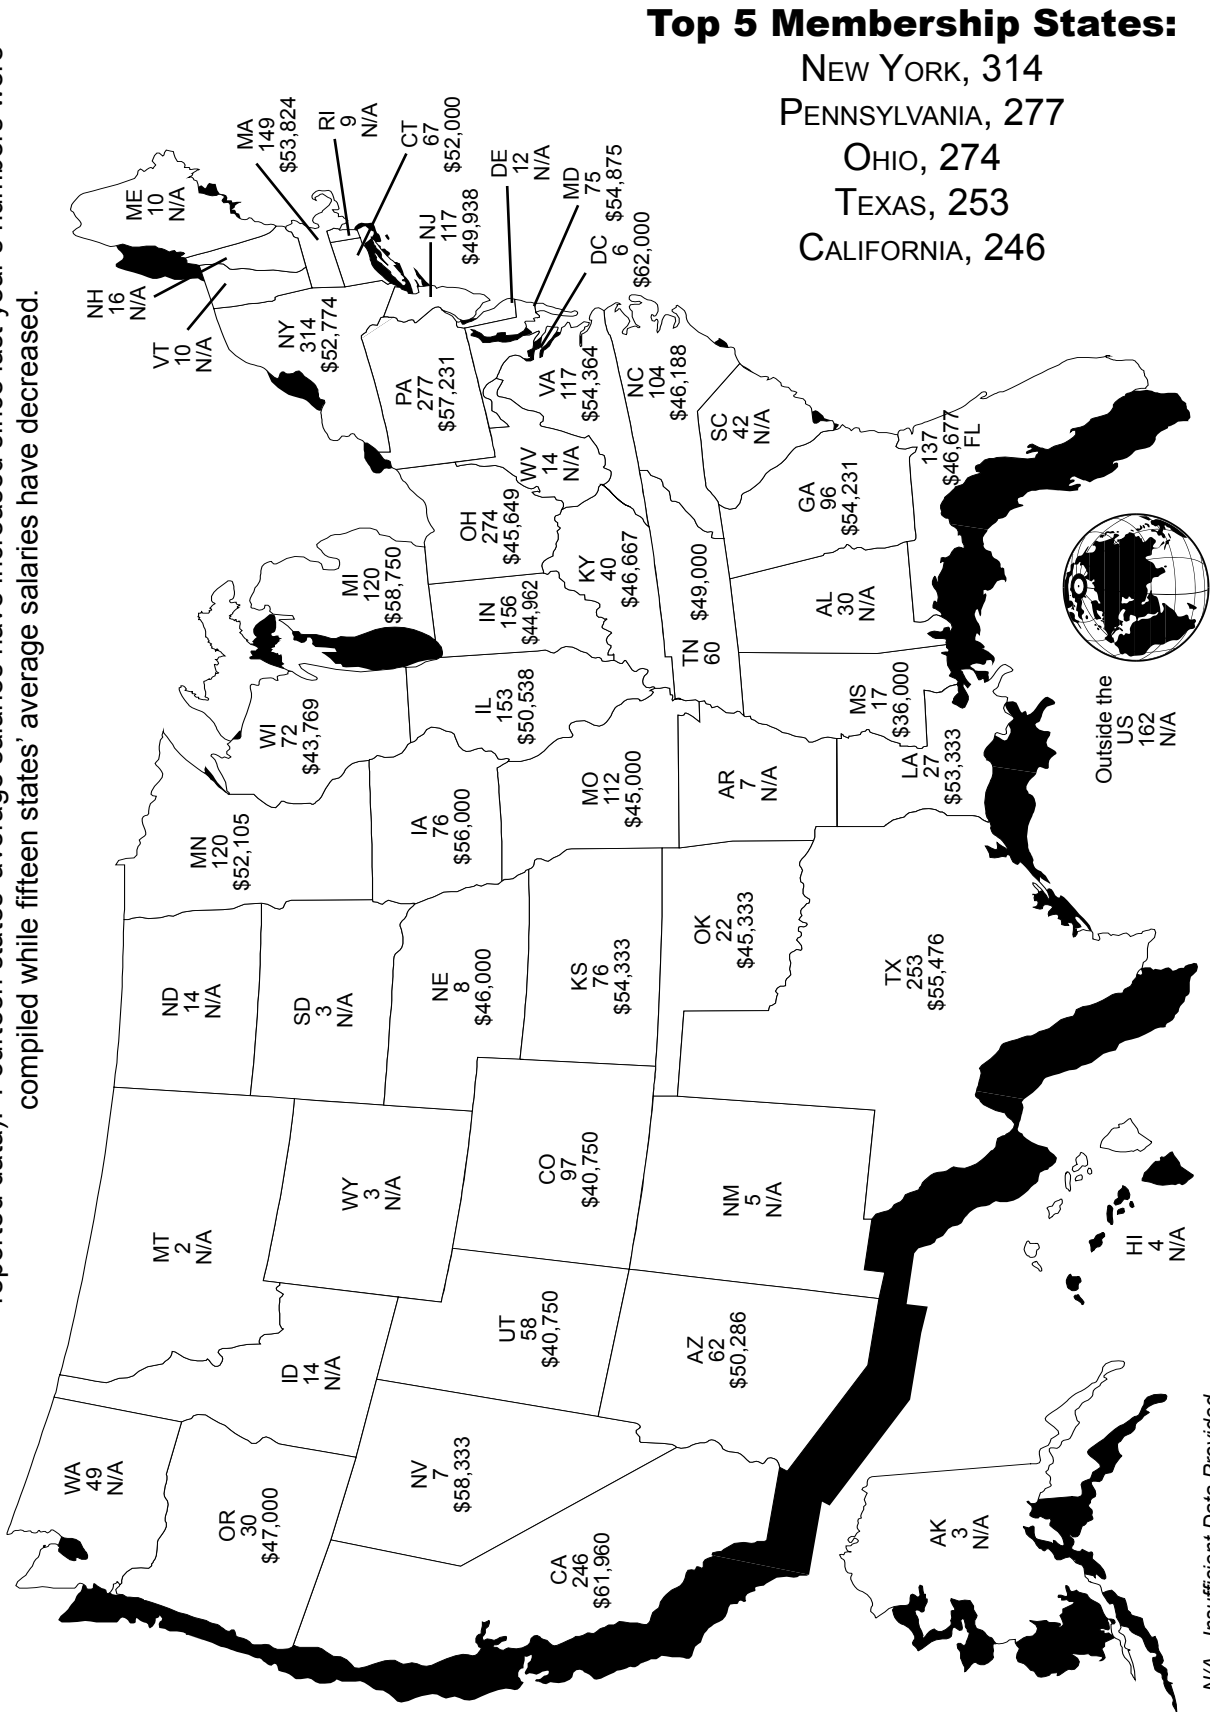 Top 5 Membership States:
New York, 314
Pennsylvania, 277
Ohio, 274
Texas, 253
California, 246
compiled while fifteen states' average salaries have decreased.
WA
49
N/A
OR
30
$47,000
CA
246
$61,960
NV
7
$58,333
ID
14
N/A
MT
2
N/A
WY
3
N/A
UT
58
$40,750
AZ
62
$50,286
CO
97
$40,750
NM
5
N/A
ND
14
N/A
SD
3
N/A
NE
8
$46,000
KS
76
$54,333
OK
22
$45,333
TX
253
$55,476
MN
120
$52,105
IA
76
$56,000
MO
112
$45,000
AR
7
N/A
LA
27
$53,333
WI
72
$43,769
IL
153
$50,538
MS
17
$36,000
MI
120
$58,750
IN
156
$44,962
OH
274
$45,649
KY
40
$46,667
TN
60
$49,000
AL
30
N/A
GA
96
$54,231
137
$46,677
FL
SC
42
N/A
NC
104
$46,188
VA
117
$54,364
WV
14
N/A
PA
277
$57,231
NY
314
$52,774
VT
10
N/A
NH
16
N/A
ME
10
N/A
MA
149
$53,824
RI
9
N/A
CT
67
$52,000
NJ
117
$49,938
DE
12
N/A
MD
75
$54,875
DC
6
$62,000
AK
3
N/A
HI
4
N/A
Outside the
US
162
N/A